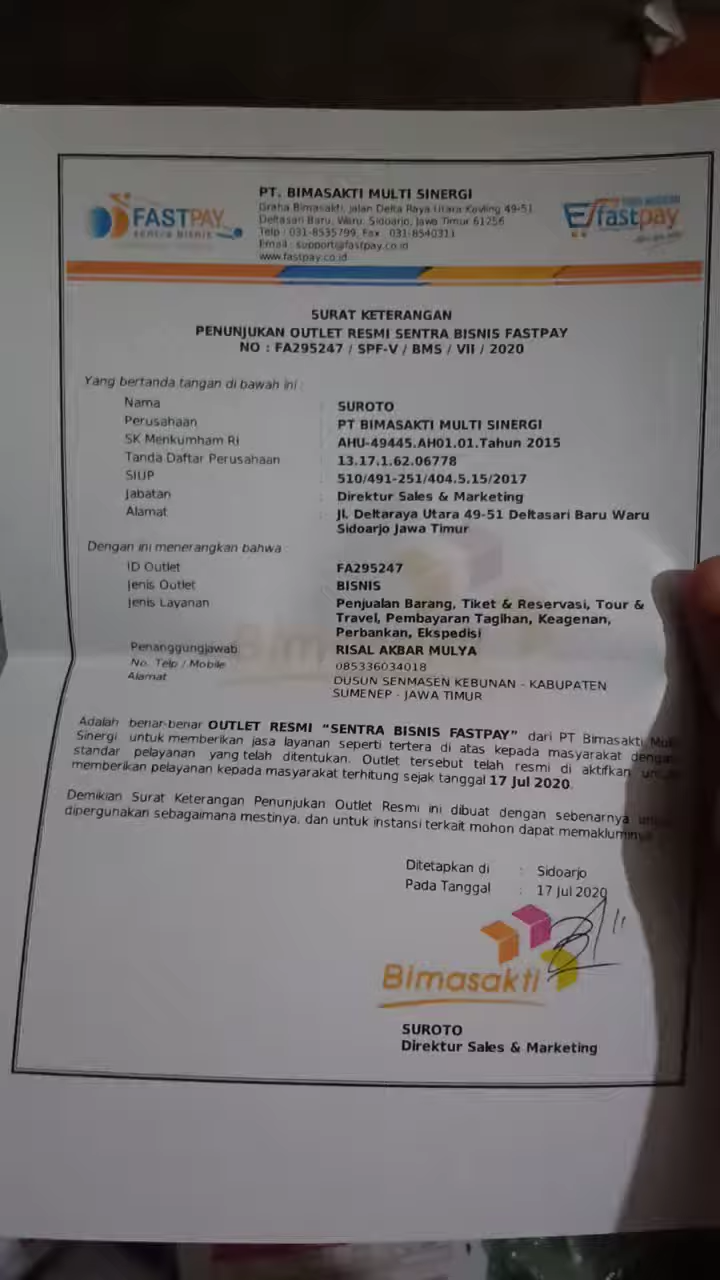 FASTPAY
SENTRA BISNIS
PT. BIMASAKTI MULTI SINERGI
Graha Bimasakti, Jalan Delta Raya Utara Kavling 49-51
Deltasari Baru, Waru, Sidoarjo, Jawa Timur 61256
Telp : 031-8535799, Fax : 031-8540311
Email : support@fastpay.co.id
www.fastpay.co.id
fastpay
SURAT KETERANGAN
PENUNJUKAN OUTLET RESMI SENTRA BISNIS FASTPAY
NO : FA295247 / SPF-V / BMS / VII / 2020
Yang bertanda tangan di bawah ini :
Nama : SUROTO
Perusahaan : PT BIMASAKTI MULTI SINERGI
SK Menkumham RI : AHU-49445.AH01.01.Tahun 2015
Tanda Daftar Perusahaan : 13.17.1.62.06778
SIUP : 510/491-251/404.5.15/2017
Jabatan : Direktur Sales & Marketing
Alamat : Jl. Deltaraya Utara 49-51 Deltasari Baru Waru
Sidoarjo Jawa Timur
Dengan ini menerangkan bahwa
ID Outlet : FA295247
Jenis Outlet : BISNIS
Jenis Layanan : Penjualan Barang, Tiket & Reservasi, Tour &
Travel, Pembayaran Tagihan, Keagenan,
Perbankan, Ekspedisi
Penanggungjawab : RISAL AKBAR MULYA
No. Telp / Mobile : 085336034018
Alamat : DUSUN SENMASEN KEBUNAN - KABUPATEN
SUMENEP - JAWA TIMUR
Adalah benar-benar OUTLET RESMI "SENTRA BISNIS FASTPAY" dari PT Bimasakti
Sinergi untuk memberikan jasa layanan seperti tertera di atas kepada masyarakat dengan
standar pelayanan yang telah ditentukan. Outlet tersebut telah resmi di aktifkan untuk
memberikan pelayanan kepada masyarakat terhitung sejak tanggal 17 Jul 2020.
Demikian Surat Keterangan Penunjukan Outlet Resmi ini dibuat dengan sebenarnya
dipergunakan sebagaimana mestinya, dan untuk instansi terkait mohon dapat memaklumi
Ditetapkan di : Sidoarjo
Pada Tanggal : 17 Jul 2020
Bimasakti
SUROTO
Direktur Sales & Marketing